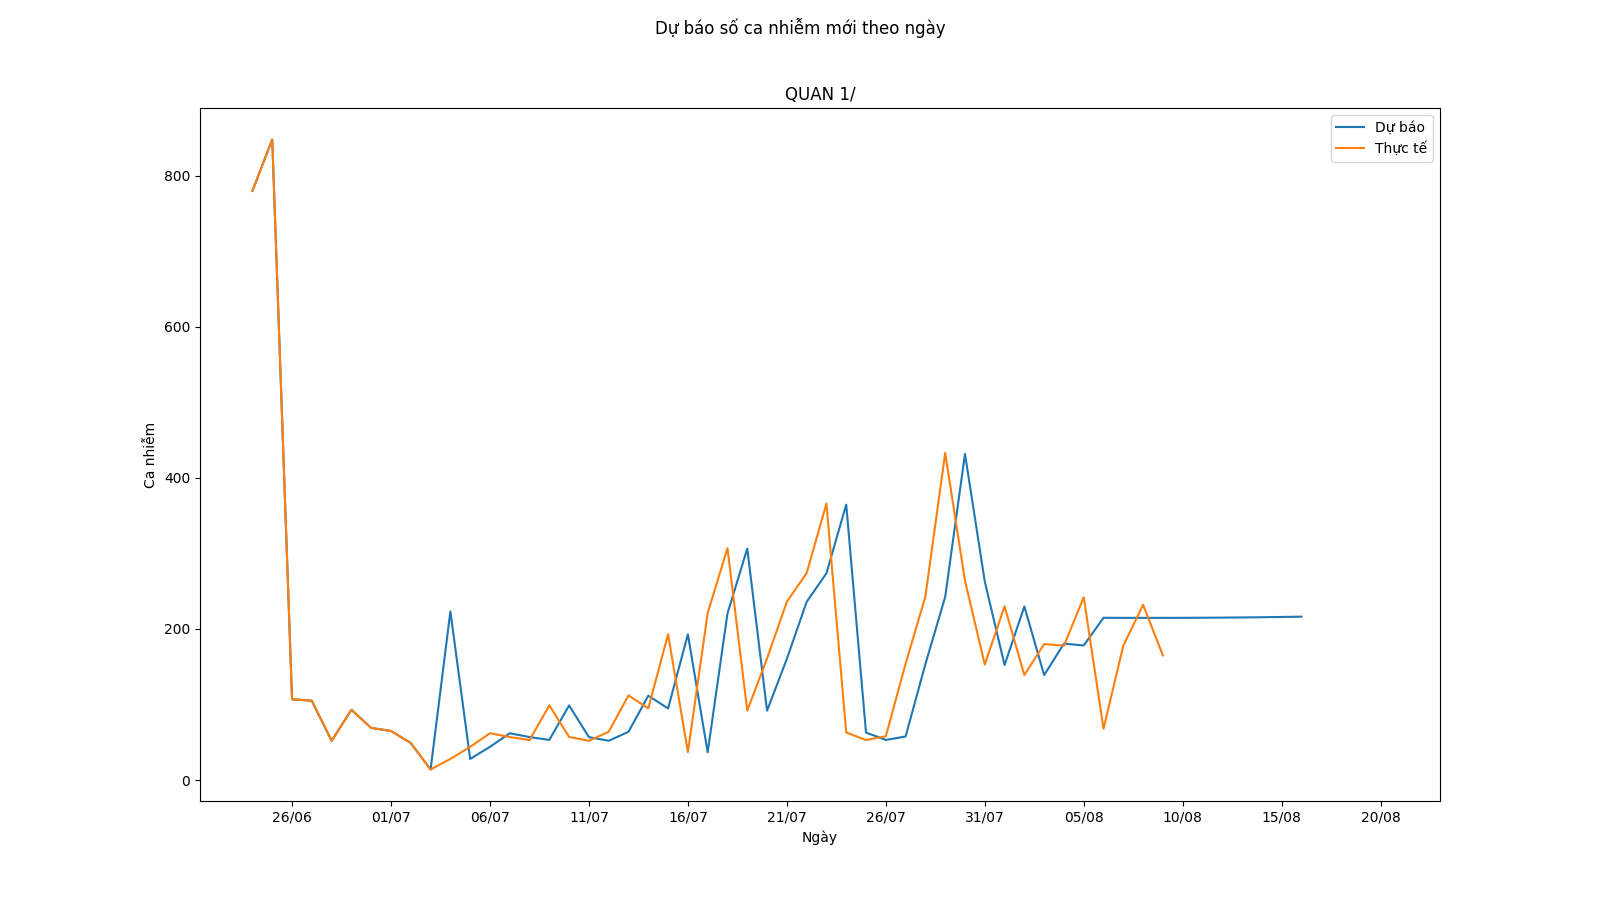 Dự báo số ca nhiễm mới theo ngày
QUAN 1/
Dự báo
Thực tế
800
600
400
200
0
Ca nhiễm
26/06 01/07 06/07 11/07 16/07 21/07 26/07 31/07 05/08 10/08 15/08 20/08
Ngày